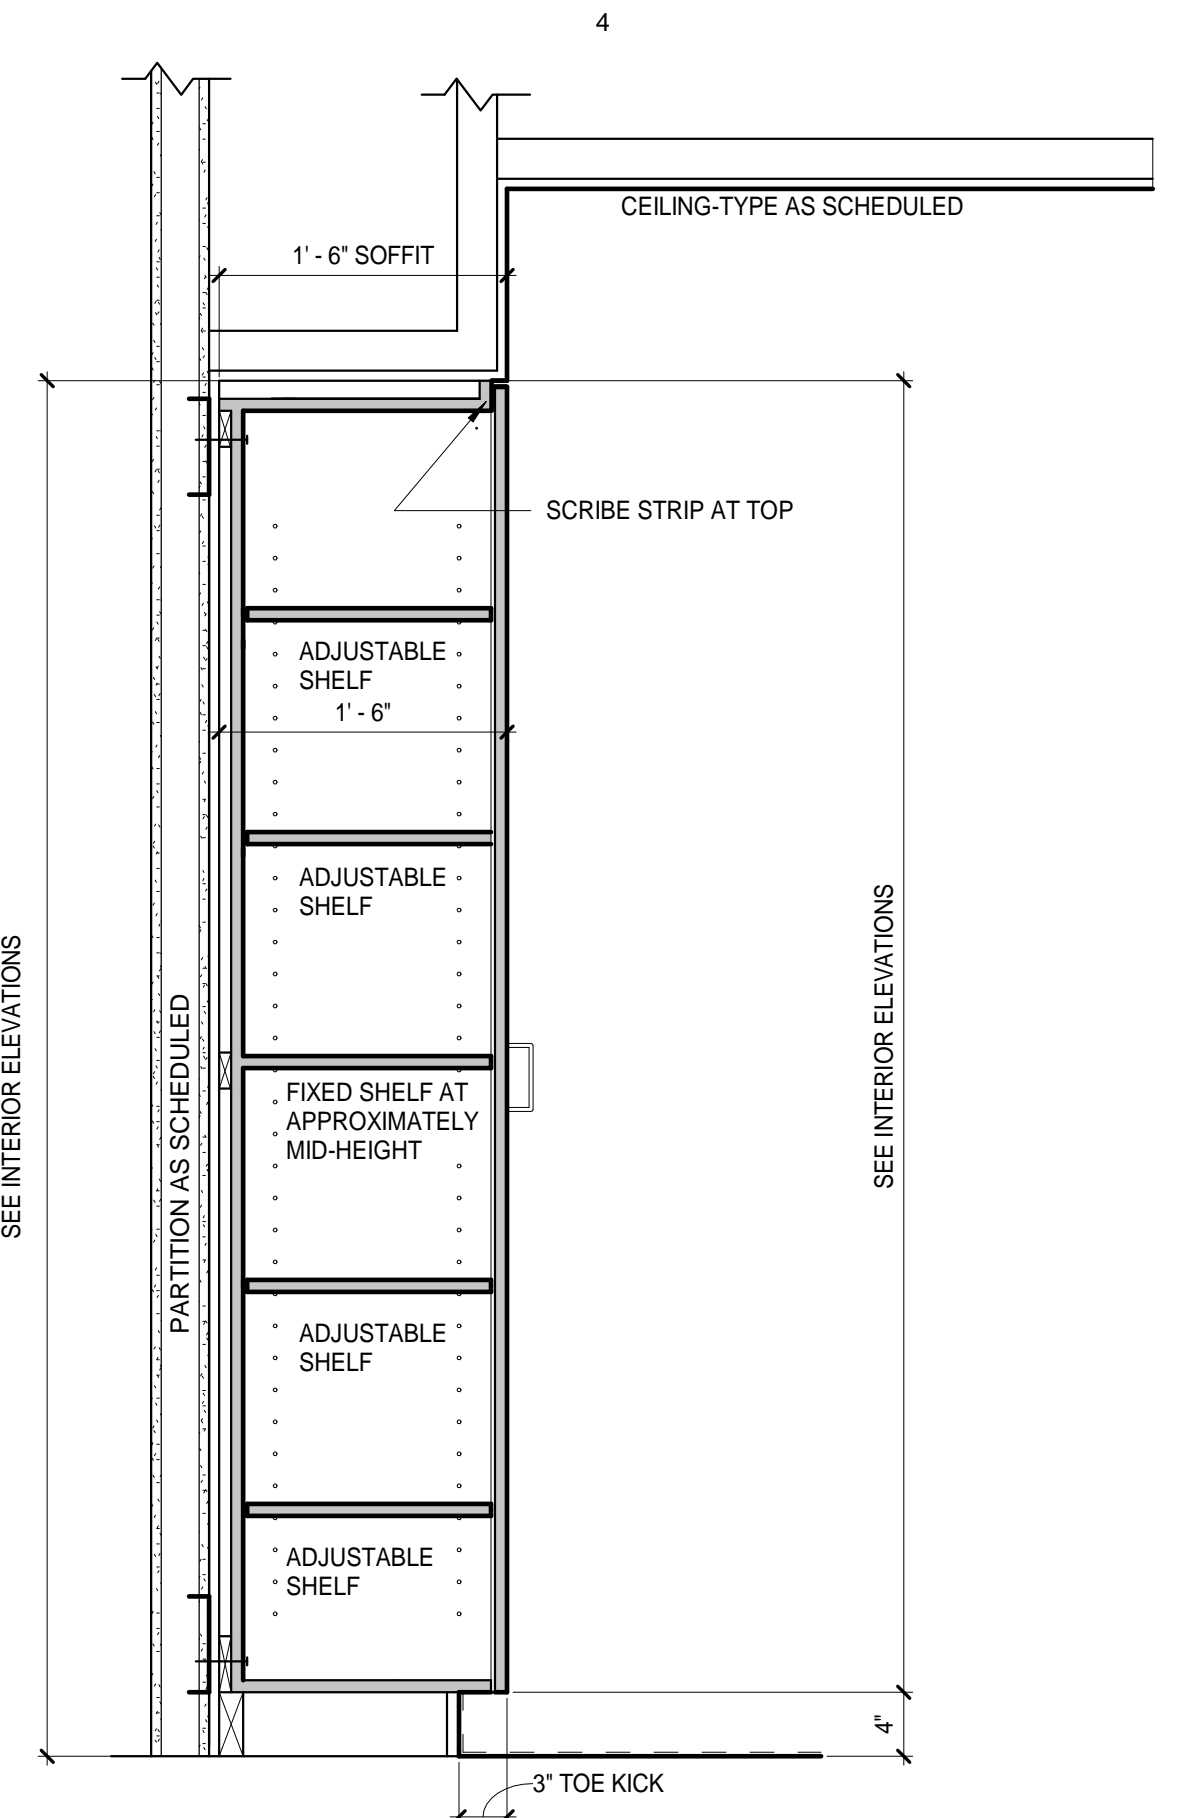 4
CEILING-TYPE AS SCHEDULED
1' - 6" SOFFIT
SCRIBE STRIP AT TOP
ADJUSTABLE
SHELF
1' - 6"
ADJUSTABLE
SHELF
SEE INTERIOR ELEVATIONS
PARTITION AS SCHEDULED
SEE INTERIOR ELEVATIONS
FIXED SHELF AT
APPROXIMATELY
MID-HEIGHT
ADJUSTABLE
SHELF
ADJUSTABLE
SHELF
4"
3" TOE KICK